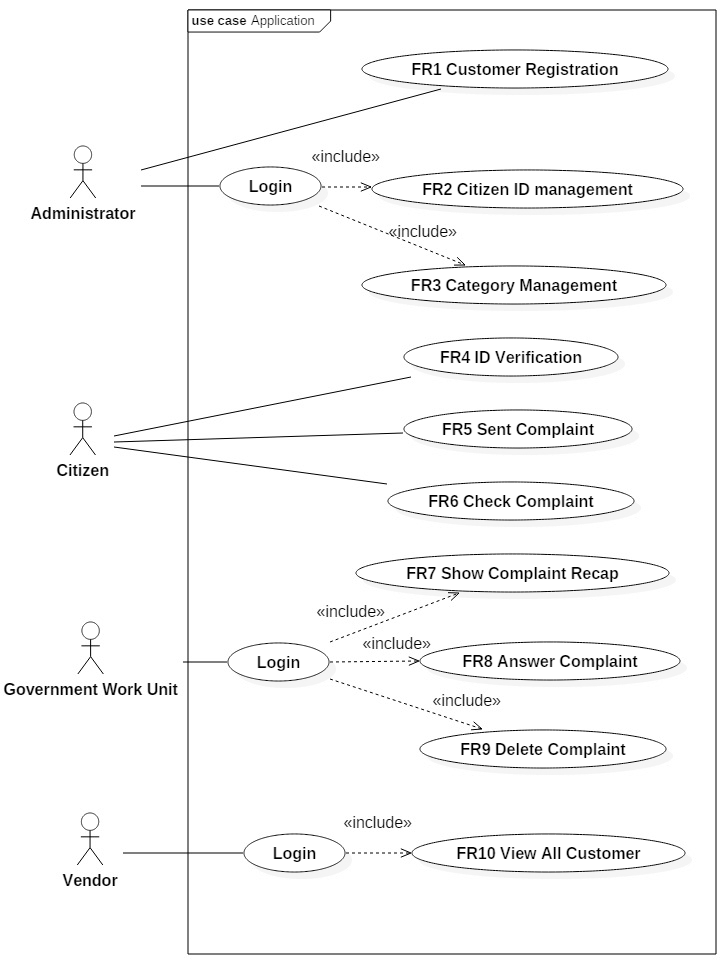 use case Application
FR1 Customer Registration
«include»
Login
FR2 Citizen ID management
Administrator
«include»
FR3 Category Management
FR4 ID Verification
FR5 Sent Complaint
Citizen
FR6 Check Complaint
FR7 Show Complaint Recap
«include»
«include»
Login
FR8 Answer Complaint
Government Work Unit
«include»
FR9 Delete Complaint
«include»
Login
FR10 View All Customer
Vendor